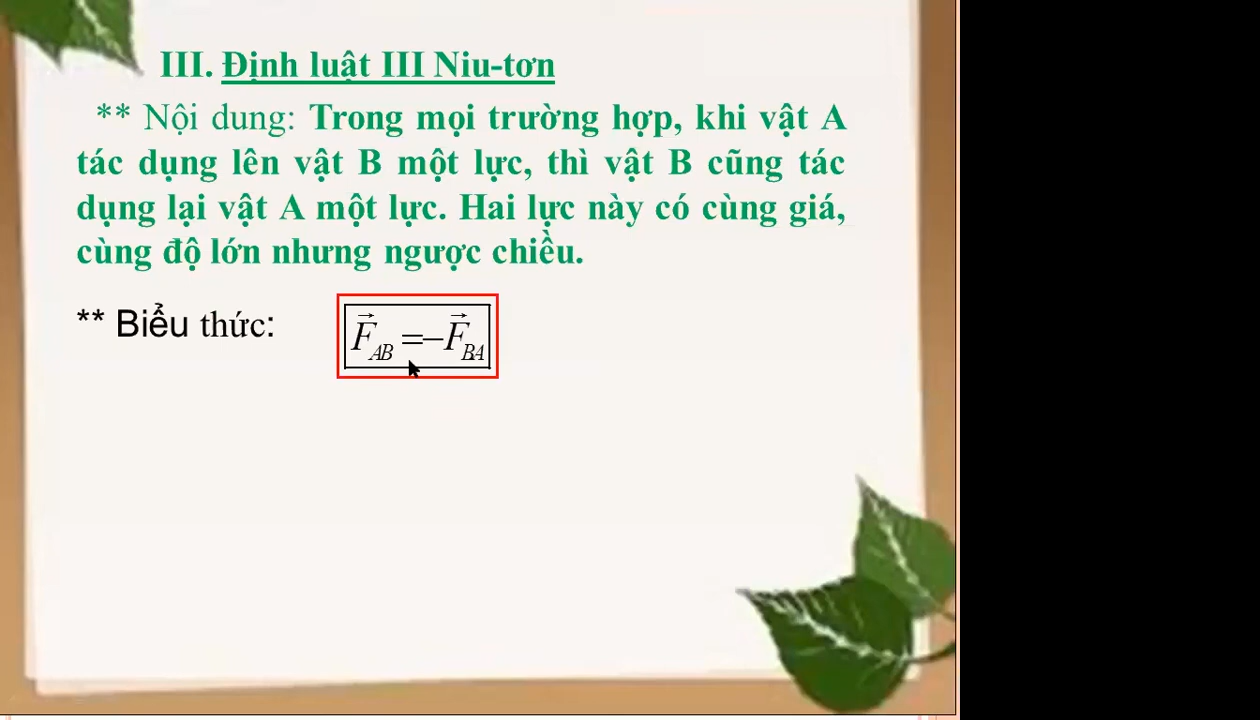 III. Định luật III Niu-tơn
** Nội dung: Trong mọi trường hợp, khi vật A
tác dụng lên vật B một lực, thì vật B cũng tác
dụng lại vật A một lực. Hai lực này có cùng giá,
cùng độ lớn nhưng ngược chiều.
** Biểu thức: $\vec{F}_{AB} = -\vec{F}_{BA}$